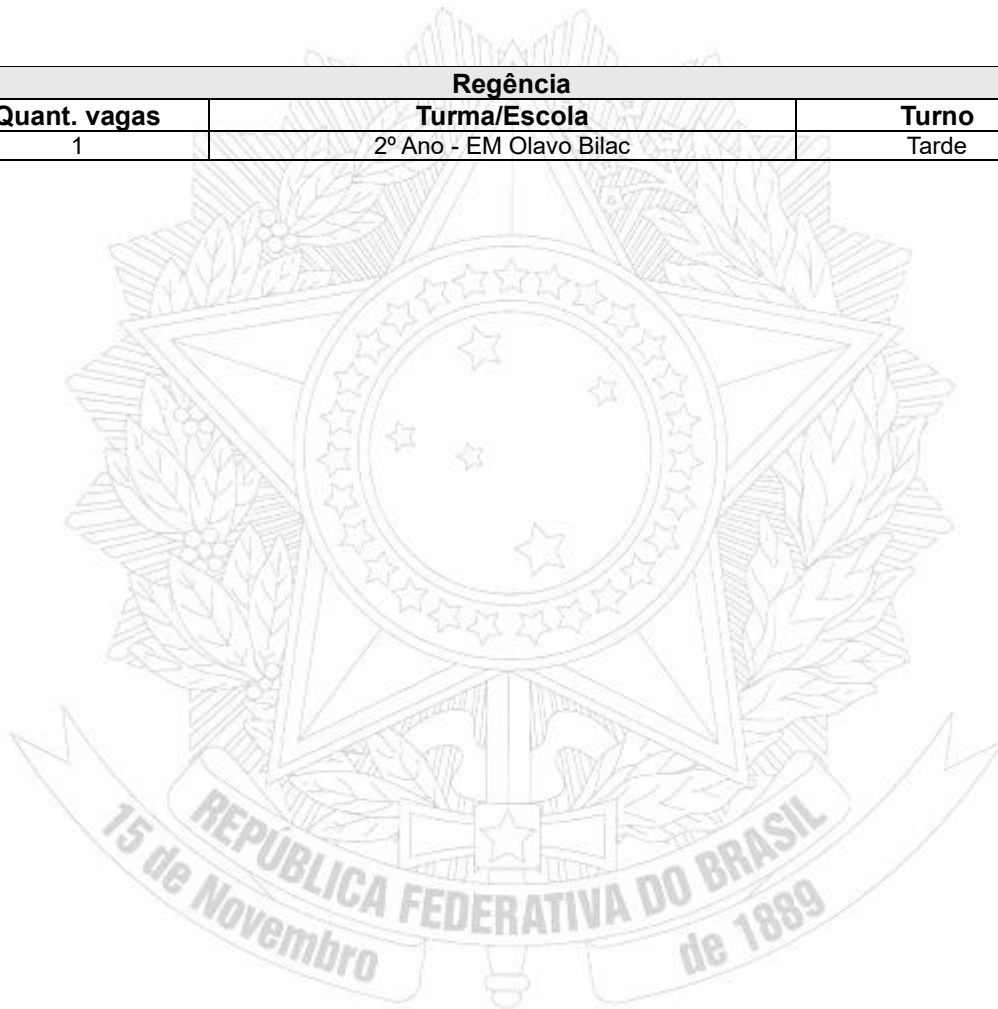 Regência
Quant. vagas Turma/Escola Turno
1 2º Ano - EM Olavo Bilac Tarde
REPÚBLICA FEDERATIVA DO BRASIL
15 de Novembro de 1889